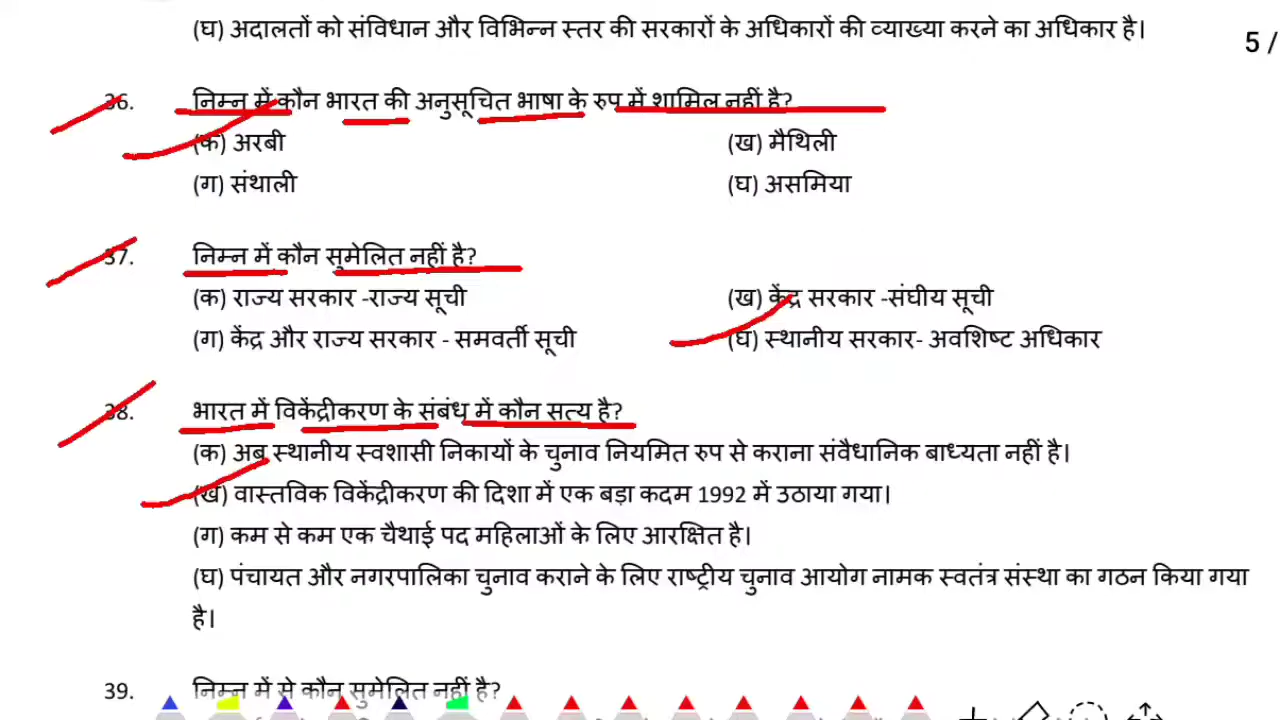 (घ) अदालतों को संविधान और विभिन्न स्तर की सरकारों के अधिकारों की व्याख्या करने का अधिकार है।
5 /
36. निम्न में कौन भारत की अनुसूचित भाषा के रुप में शामिल नहीं है?
(क) अरबी (ख) मैथिली
(ग) संथाली (घ) असमिया
37. निम्न में कौन सुमेलित नहीं है?
(क) राज्य सरकार -राज्य सूची (ख) केंद्र सरकार -संघीय सूची
(ग) केंद्र और राज्य सरकार - समवर्ती सूची (घ) स्थानीय सरकार- अवशिष्ट अधिकार
38. भारत में विकेंद्रीकरण के संबंध में कौन सत्य है?
(क) अब स्थानीय स्वशासी निकायों के चुनाव नियमित रुप से कराना संवैधानिक बाध्यता नहीं है।
(ख) वास्तविक विकेंद्रीकरण की दिशा में एक बड़ा कदम 1992 में उठाया गया।
(ग) कम से कम एक चैथाई पद महिलाओं के लिए आरक्षित है।
(घ) पंचायत और नगरपालिका चुनाव कराने के लिए राष्ट्रीय चुनाव आयोग नामक स्वतंत्र संस्था का गठन किया गया
है।
39. निम्न में से कौन सुमेलित नहीं है?